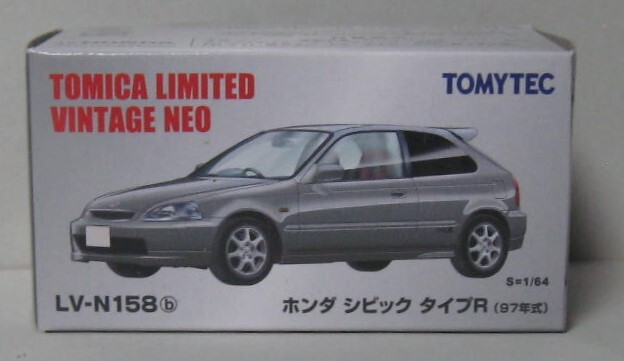 TOMICA LIMITED
VINTAGE NEO
TOMYTEC
S=1/64
LV-N158ⓑ
ホンダ シビック タイプR (97年式)